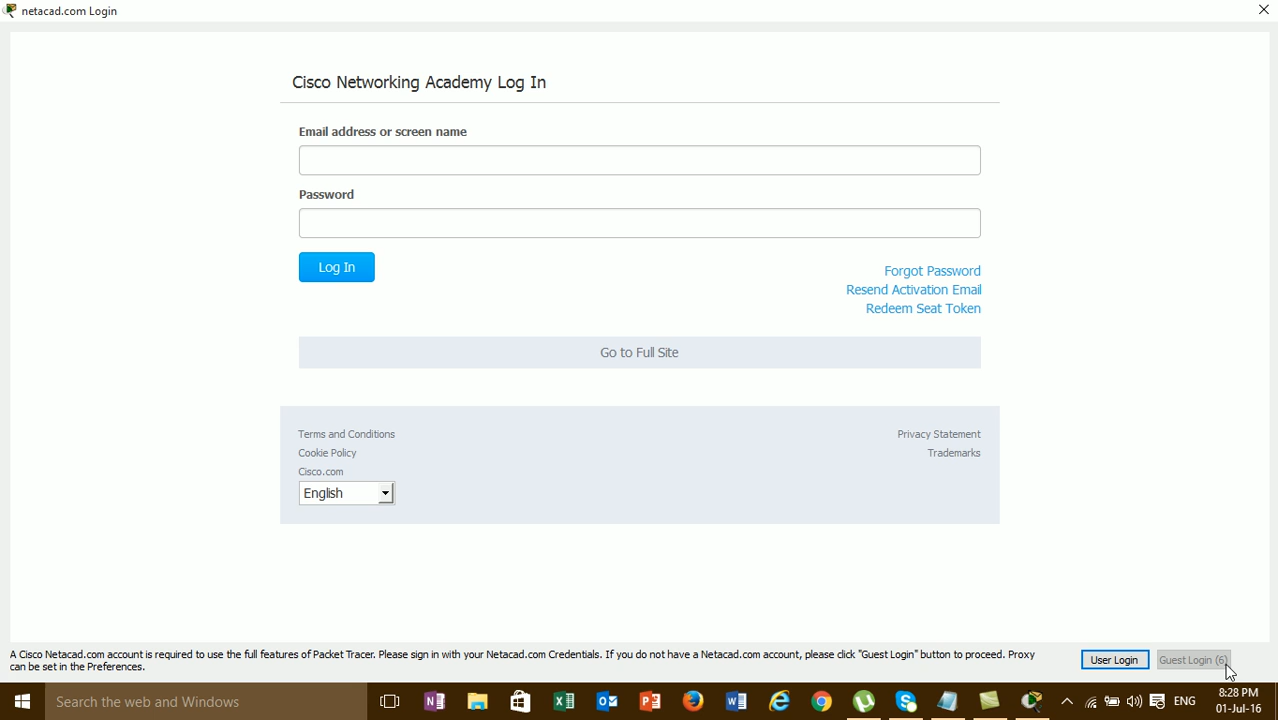 netacad.com Login
Cisco Networking Academy Log In
Email address or screen name
Password
Log In
Forgot Password
Resend Activation Email
Redeem Seat Token
Go to Full Site
Terms and Conditions
Privacy Statement
Cookie Policy
Trademarks
Cisco.com
English
A Cisco Netacad.com account is required to use the full features of Packet Tracer. Please sign in with your Netacad.com Credentials. If you do not have a Netacad.com account, please click "Guest Login" button to proceed. Proxy
can be set in the Preferences.
User Login
Guest Login (6)
Search the web and Windows
ENG
8:28 PM
01-Jul-16